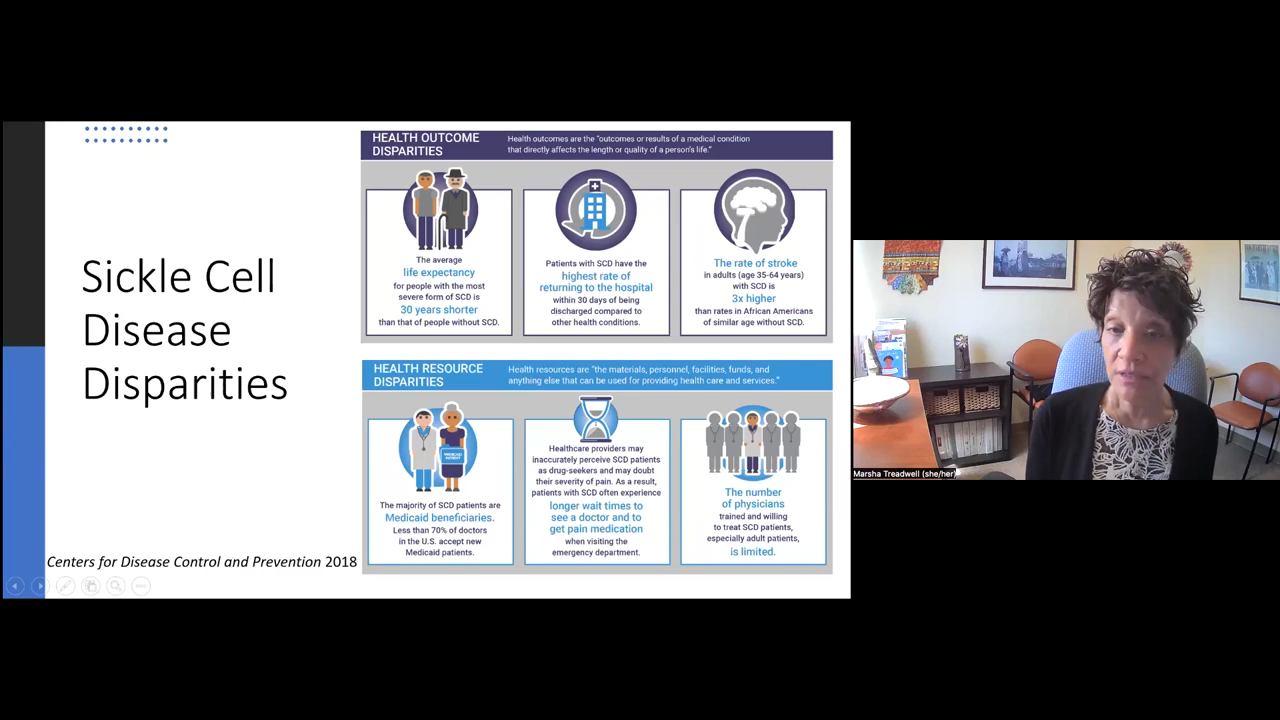 Sickle Cell
Disease
Disparities
Centers for Disease Control and Prevention 2018
HEALTH OUTCOME
DISPARITIES
Health outcomes are the "outcomes or results of a medical condition
that directly affects the length or quality of a person's life."
The average
life expectancy
for people with the most
severe form of SCD is
30 years shorter
than that of people without SCD.
Patients with SCD have the
highest rate of
returning to the hospital
within 30 days of being
discharged compared to
other health conditions.
The rate of stroke
in adults (age 35-64 years)
with SCD is
3x higher
than rates in African Americans
of similar age without SCD.
HEALTH RESOURCE
DISPARITIES
Health resources are "the materials, personnel, facilities, funds, and
anything else that can be used for providing health care and services."
The majority of SCD patients are
Medicaid beneficiaries.
Less than 70% of doctors
in the U.S. accept new
Medicaid patients.
Healthcare providers may
inaccurately perceive SCD patients
as drug-seekers and may doubt
their severity of pain. As a result,
patients with SCD often experience
longer wait times to
see a doctor and to
get pain medication
when visiting the
emergency department.
The number
of physicians
trained and willing
to treat SCD patients,
especially adult patients,
is limited.
Marsha Treadwell (she/her)